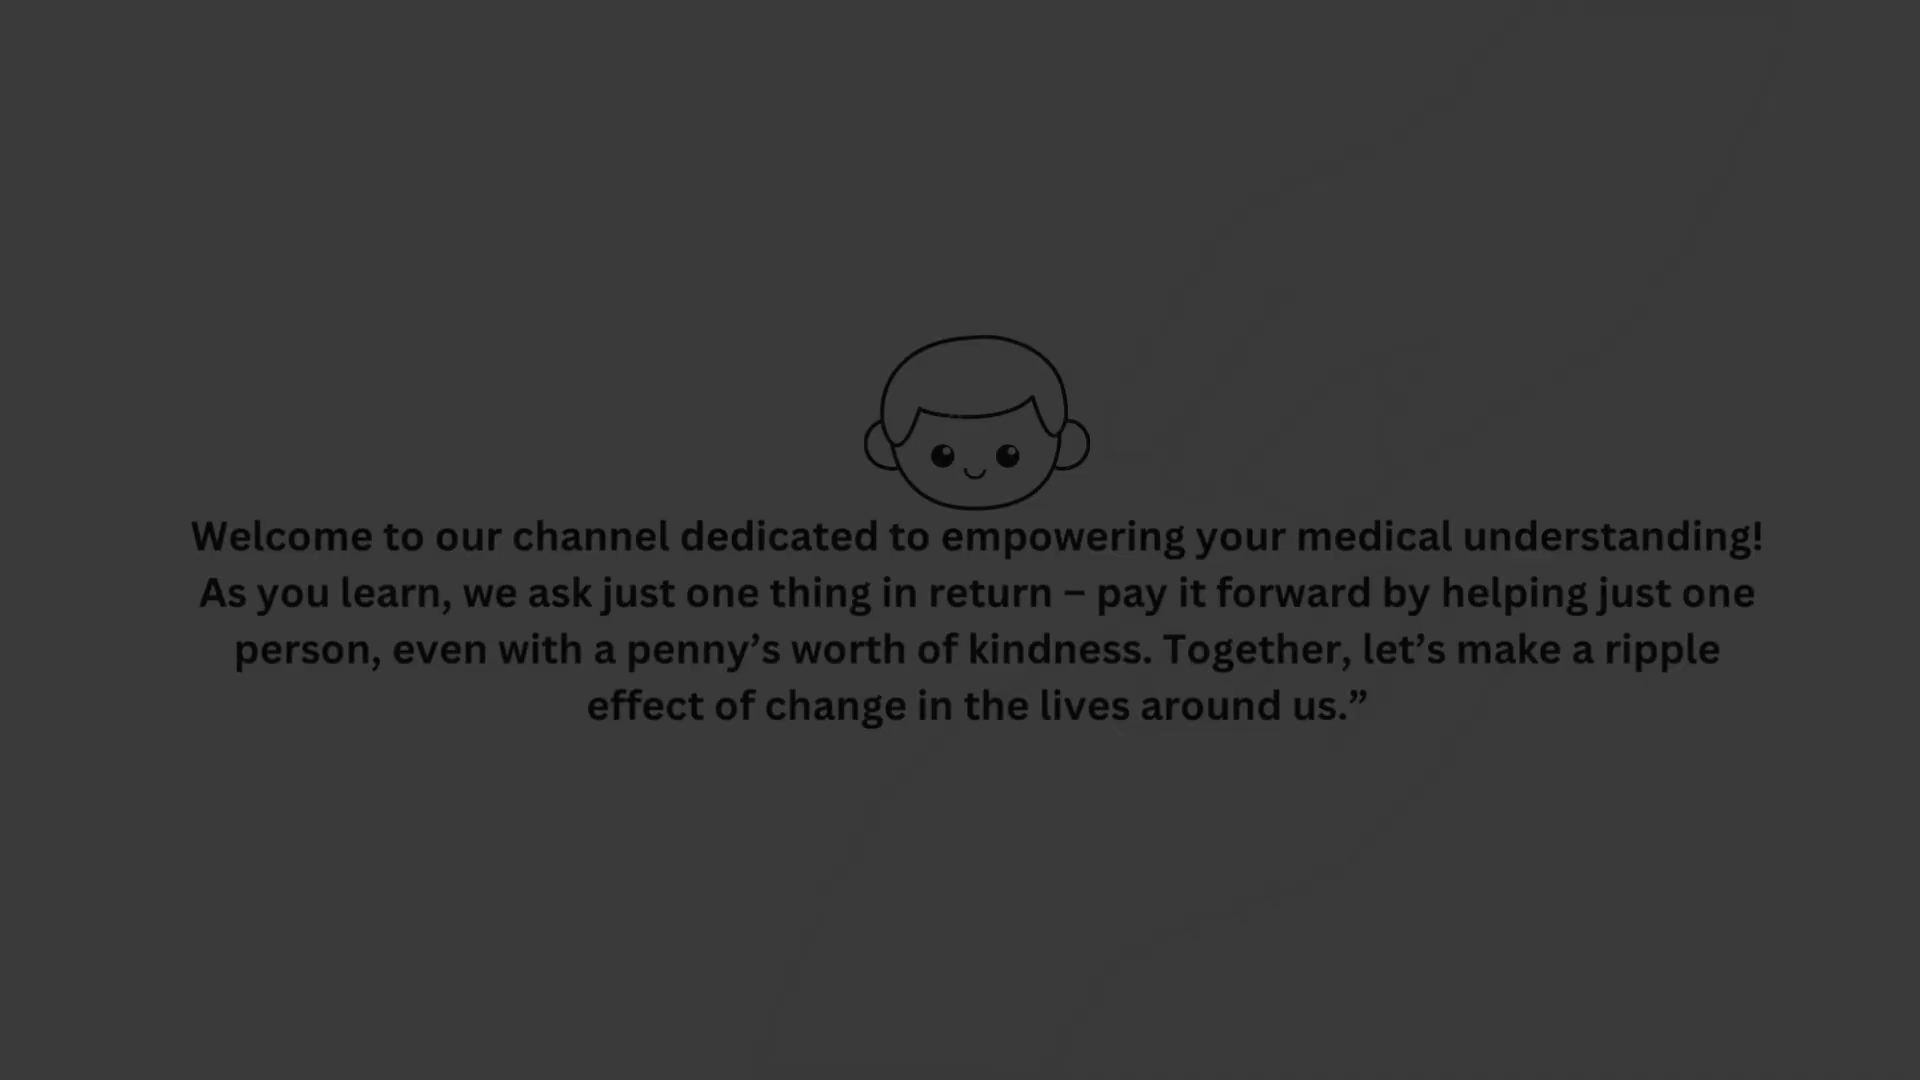 Welcome to our channel dedicated to empowering your medical understanding!
As you learn, we ask just one thing in return – pay it forward by helping just one
person, even with a penny’s worth of kindness. Together, let’s make a ripple
effect of change in the lives around us.”